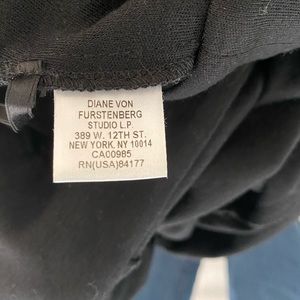 DIANE VON
FURSTENBERG
STUDIO L.P.
389 W. 12TH ST.
NEW YORK, NY 10014
CA00985
RN(USA)84177